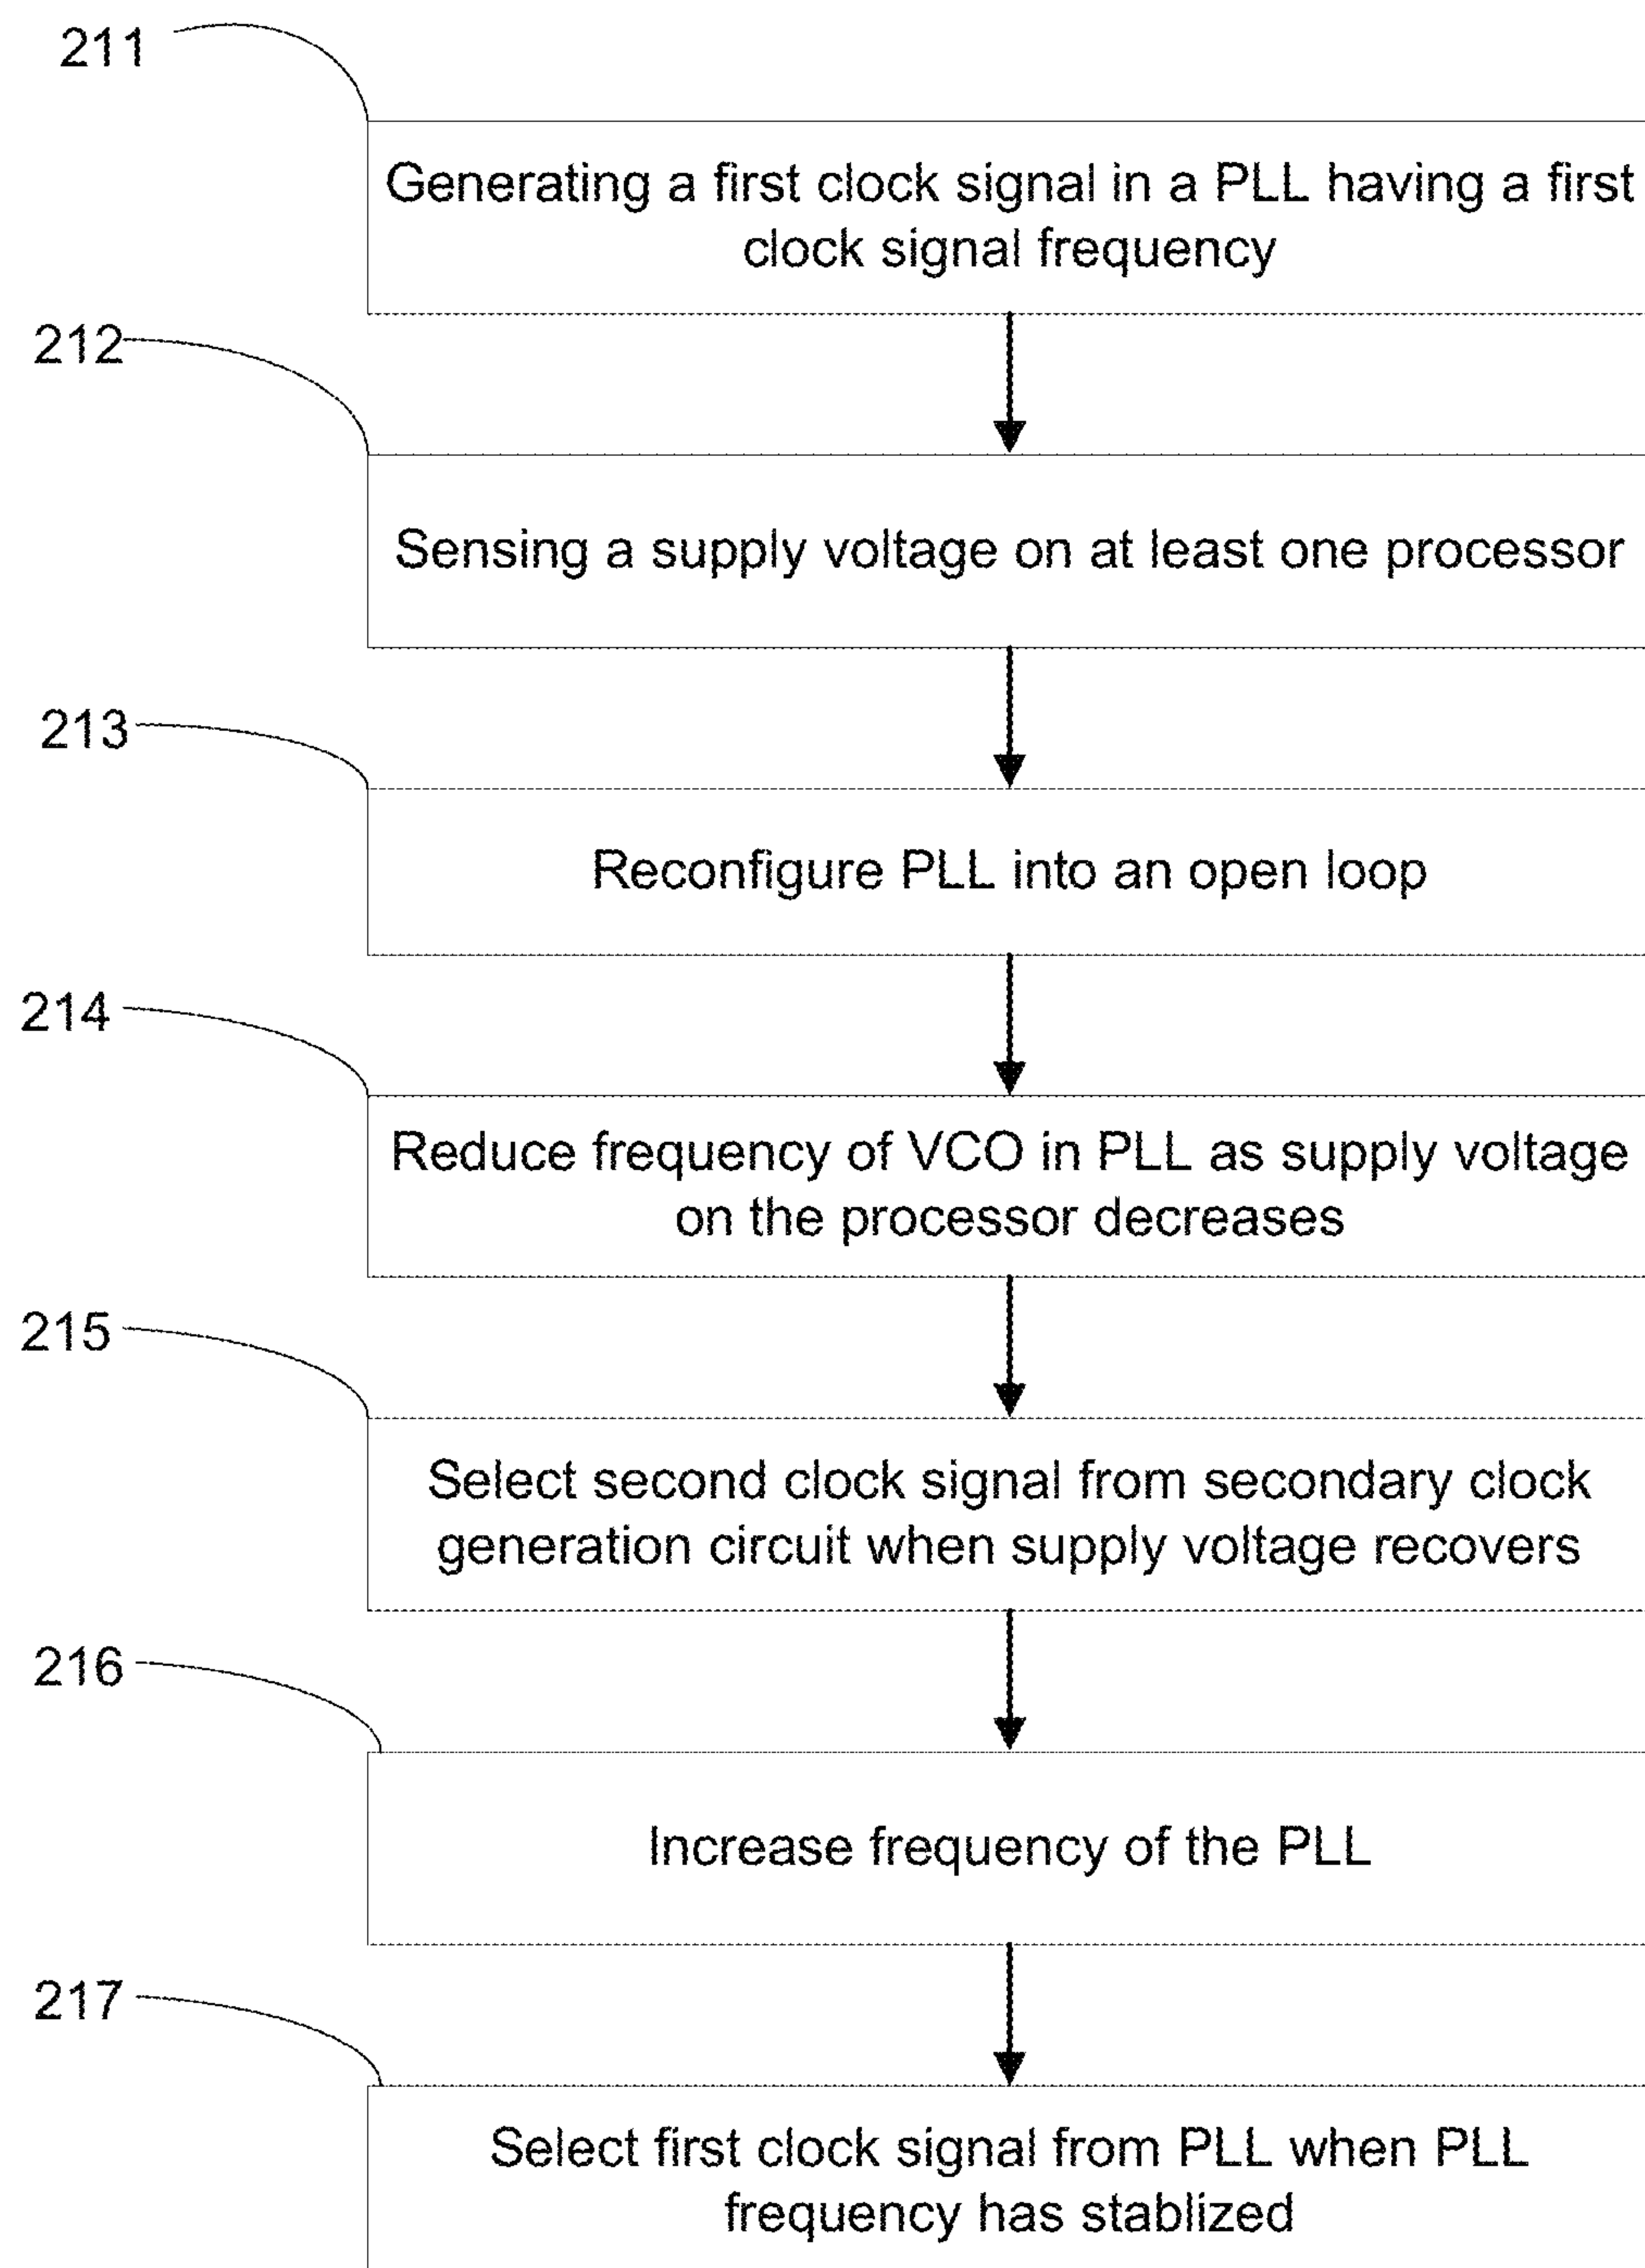 211
Generating a first clock signal in a PLL having a first
clock signal frequency
212
Sensing a supply voltage on at least one processor
213
Reconfigure PLL into an open loop
214
Reduce frequency of VCO in PLL as supply voltage
on the processor decreases
215
Select second clock signal from secondary clock
generation circuit when supply voltage recovers
216
Increase frequency of the PLL
217
Select first clock signal from PLL when PLL
frequency has stablized